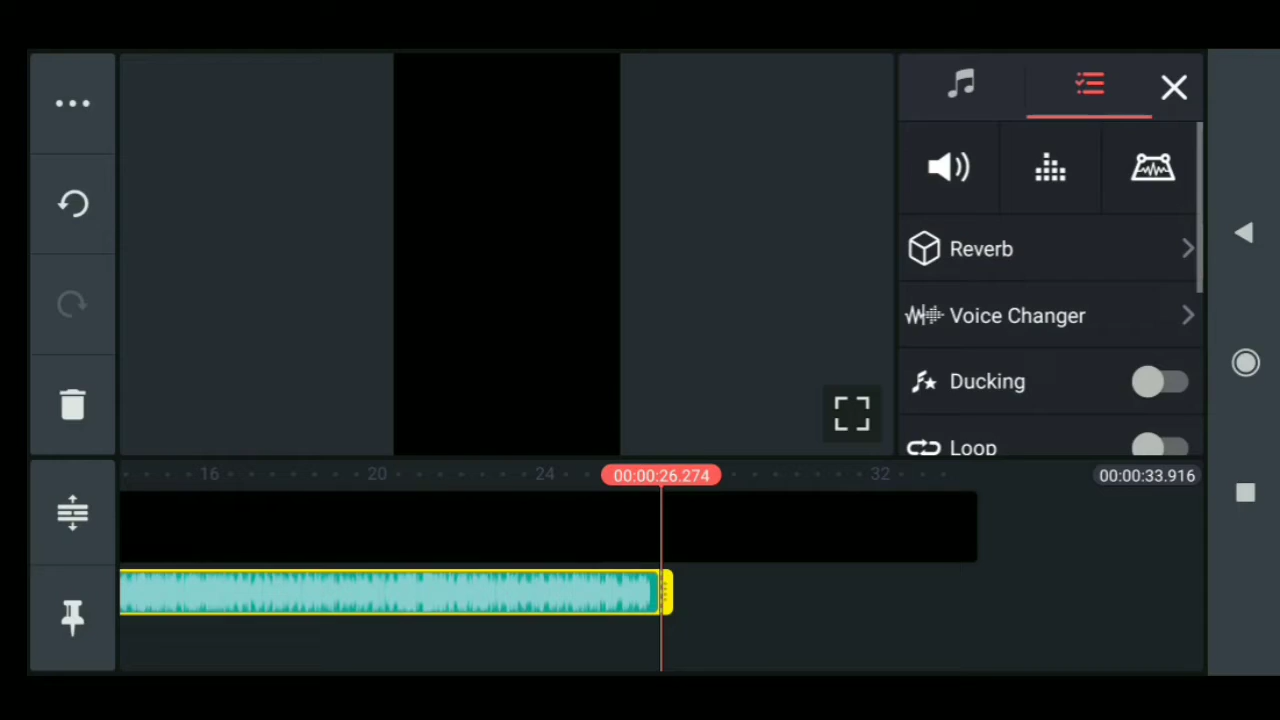 Reverb
Voice Changer
Ducking
Loop
16
20
24
00:00:26.274
32
00:00:33.916